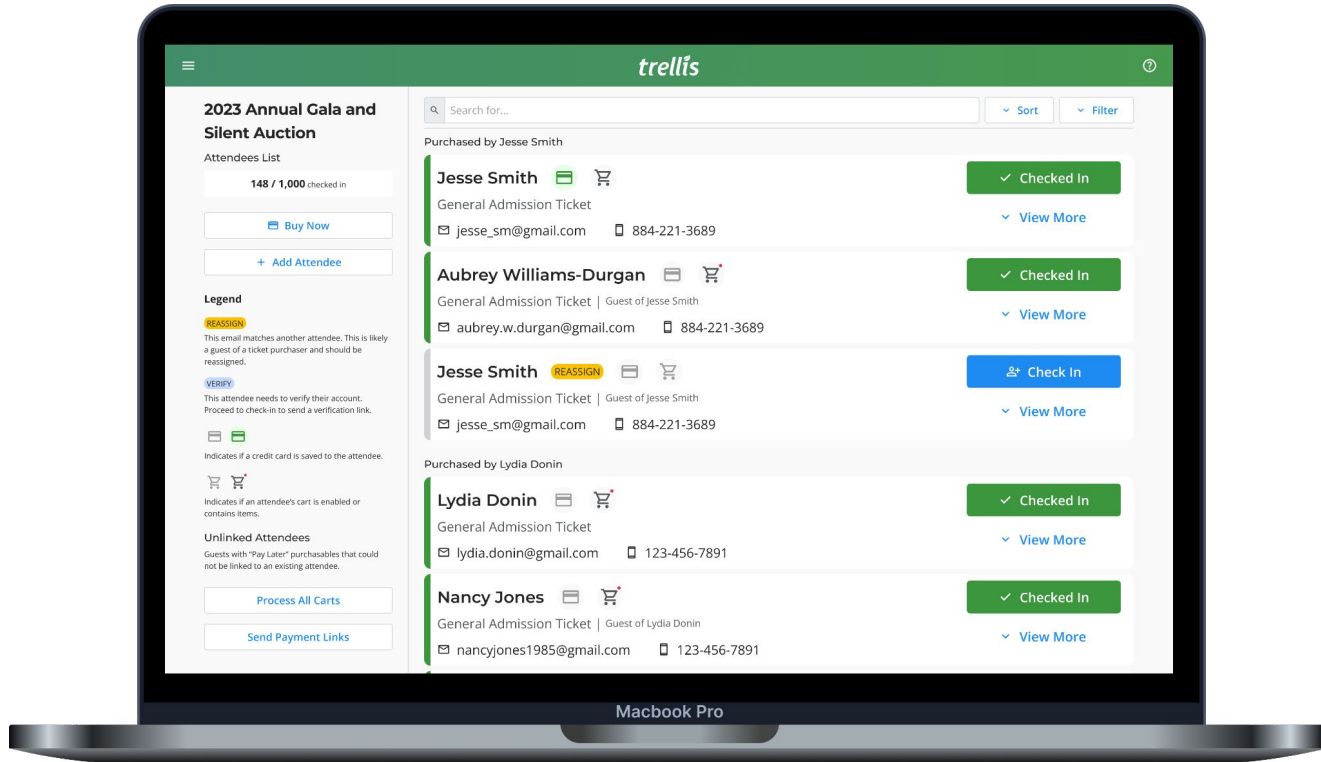 trellis
2023 Annual Gala and
Silent Auction
Attendees List
148 / 1,000 checked in
Buy Now
+ Add Attendee
Legend
REASSIGN
This email matches another attendee. This is likely
a guest of a ticket purchaser and should be
reassigned.
VERIFY
This attendee needs to verify their account.
Proceed to check-in to send a verification link.
Indicates if a credit card is saved to the attendee.
Indicates if an attendee's cart is enabled or
contains items.
Unlinked Attendees
Guests with "Pay Later" purchasables that could
not be linked to an existing attendee.
Process All Carts
Send Payment Links
Search for...
Sort
Filter
Purchased by Jesse Smith
Jesse Smith
Checked In
General Admission Ticket
View More
jesse_sm@gmail.com 884-221-3689
Aubrey Williams-Durgan
Checked In
General Admission Ticket | Guest of Jesse Smith
View More
aubrey.w.durgan@gmail.com 884-221-3689
Jesse Smith REASSIGN
Check In
General Admission Ticket | Guest of Jesse Smith
View More
jesse_sm@gmail.com 884-221-3689
Purchased by Lydia Donin
Lydia Donin
Checked In
General Admission Ticket
View More
lydia.donin@gmail.com 123-456-7891
Nancy Jones
Checked In
General Admission Ticket | Guest of Lydia Donin
View More
nancyjones1985@gmail.com 123-456-7891
Macbook Pro